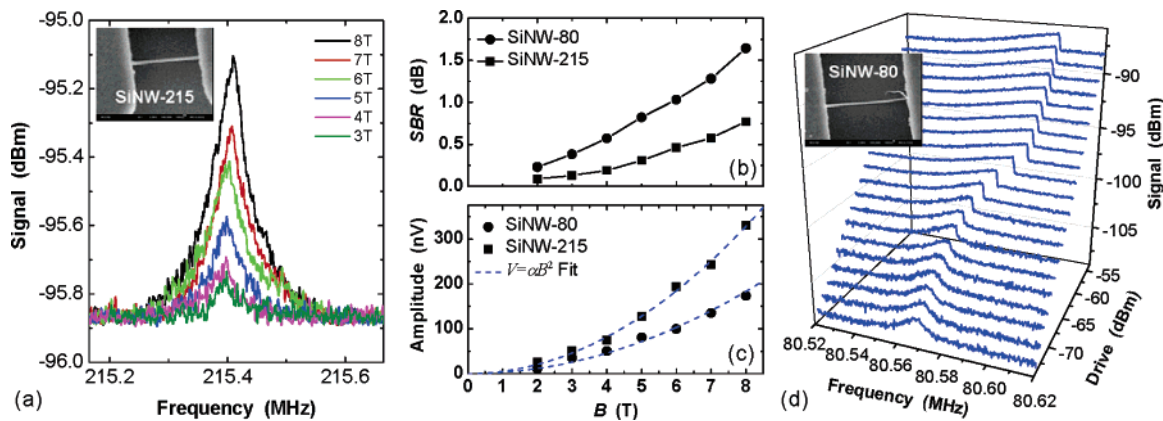 -95.0
-95.2
-95.4
-95.6
-95.8
-96.0
Signal (dBm)
SiNW-215
8T
7T
6T
5T
4T
3T
215.2
215.4
215.6
Frequency (MHz)
(a)
2.0
1.5
1.0
0.5
0.0
SBR (dB)
SiNW-80
SiNW-215
(b)
300
200
100
0
Amplitude (nV)
SiNW-80
SiNW-215
V=αB² Fit
(c)
0 1 2 3 4 5 6 7 8
B (T)
SiNW-80
-90
-95
-100
-105
Signal (dBm)
-55
-60
-65
-70
Drive (dBm)
80.52
80.54
80.56
80.58
80.60
80.62
Frequency (MHz)
(d)